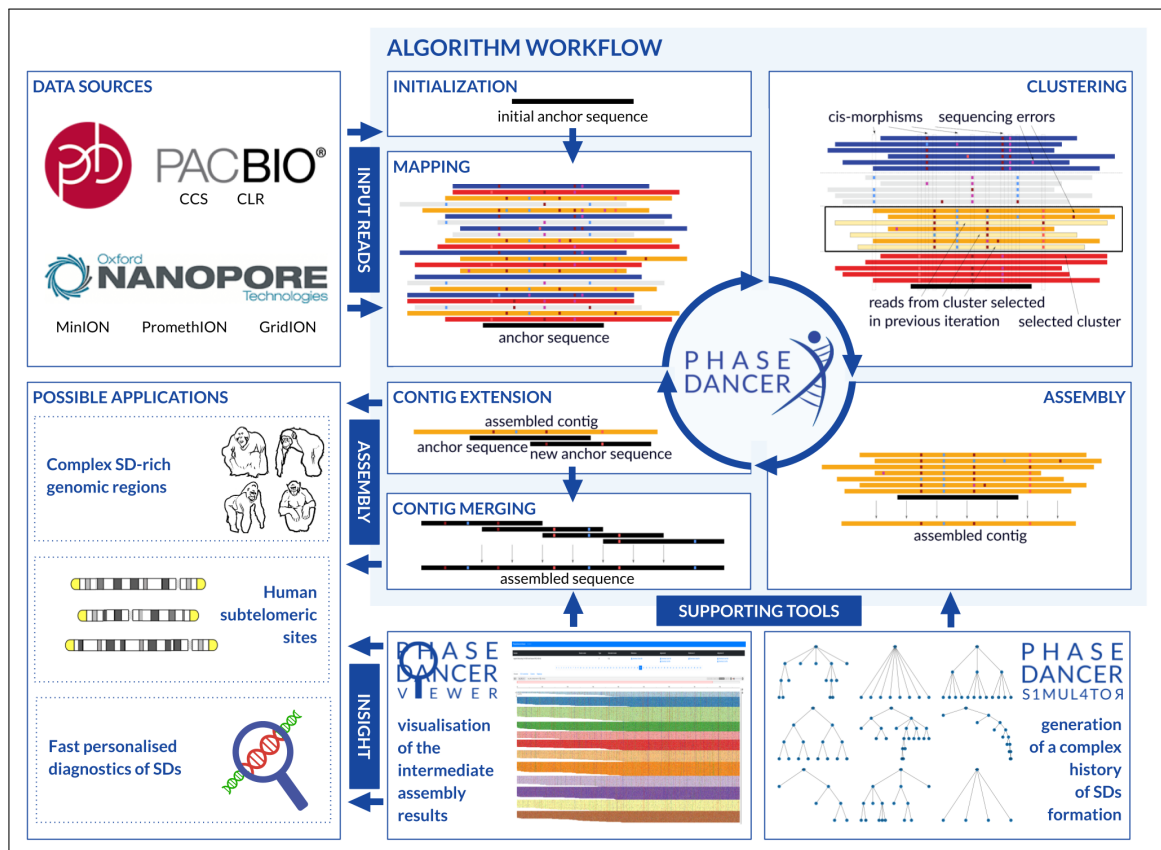 ALGORITHM WORKFLOW
DATA SOURCES
PACBIO®
CCS CLR
Oxford
NANOPORE
Technologies
MinION PromethION GridION
INPUT READS
INITIALIZATION
initial anchor sequence
MAPPING
anchor sequence
CLUSTERING
cis-morphisms sequencing errors
reads from cluster selected
in previous iteration
selected cluster
PHASE
DANCER
CONTIG EXTENSION
assembled contig
anchor sequence
new anchor sequence
CONTIG MERGING
assembled sequence
ASSEMBLY
assembled contig
POSSIBLE APPLICATIONS
Complex SD-rich
genomic regions
Human
subtelomeric
sites
Fast personalised
diagnostics of SDs
ASSEMBLY
INSIGHT
SUPPORTING TOOLS
PHASE
DANCER
VIEWER
visualisation
of the
intermediate
assembly
results
PHASE
DANCER
S1MUL4TOЯ
generation
of a complex
history
of SDs
formation